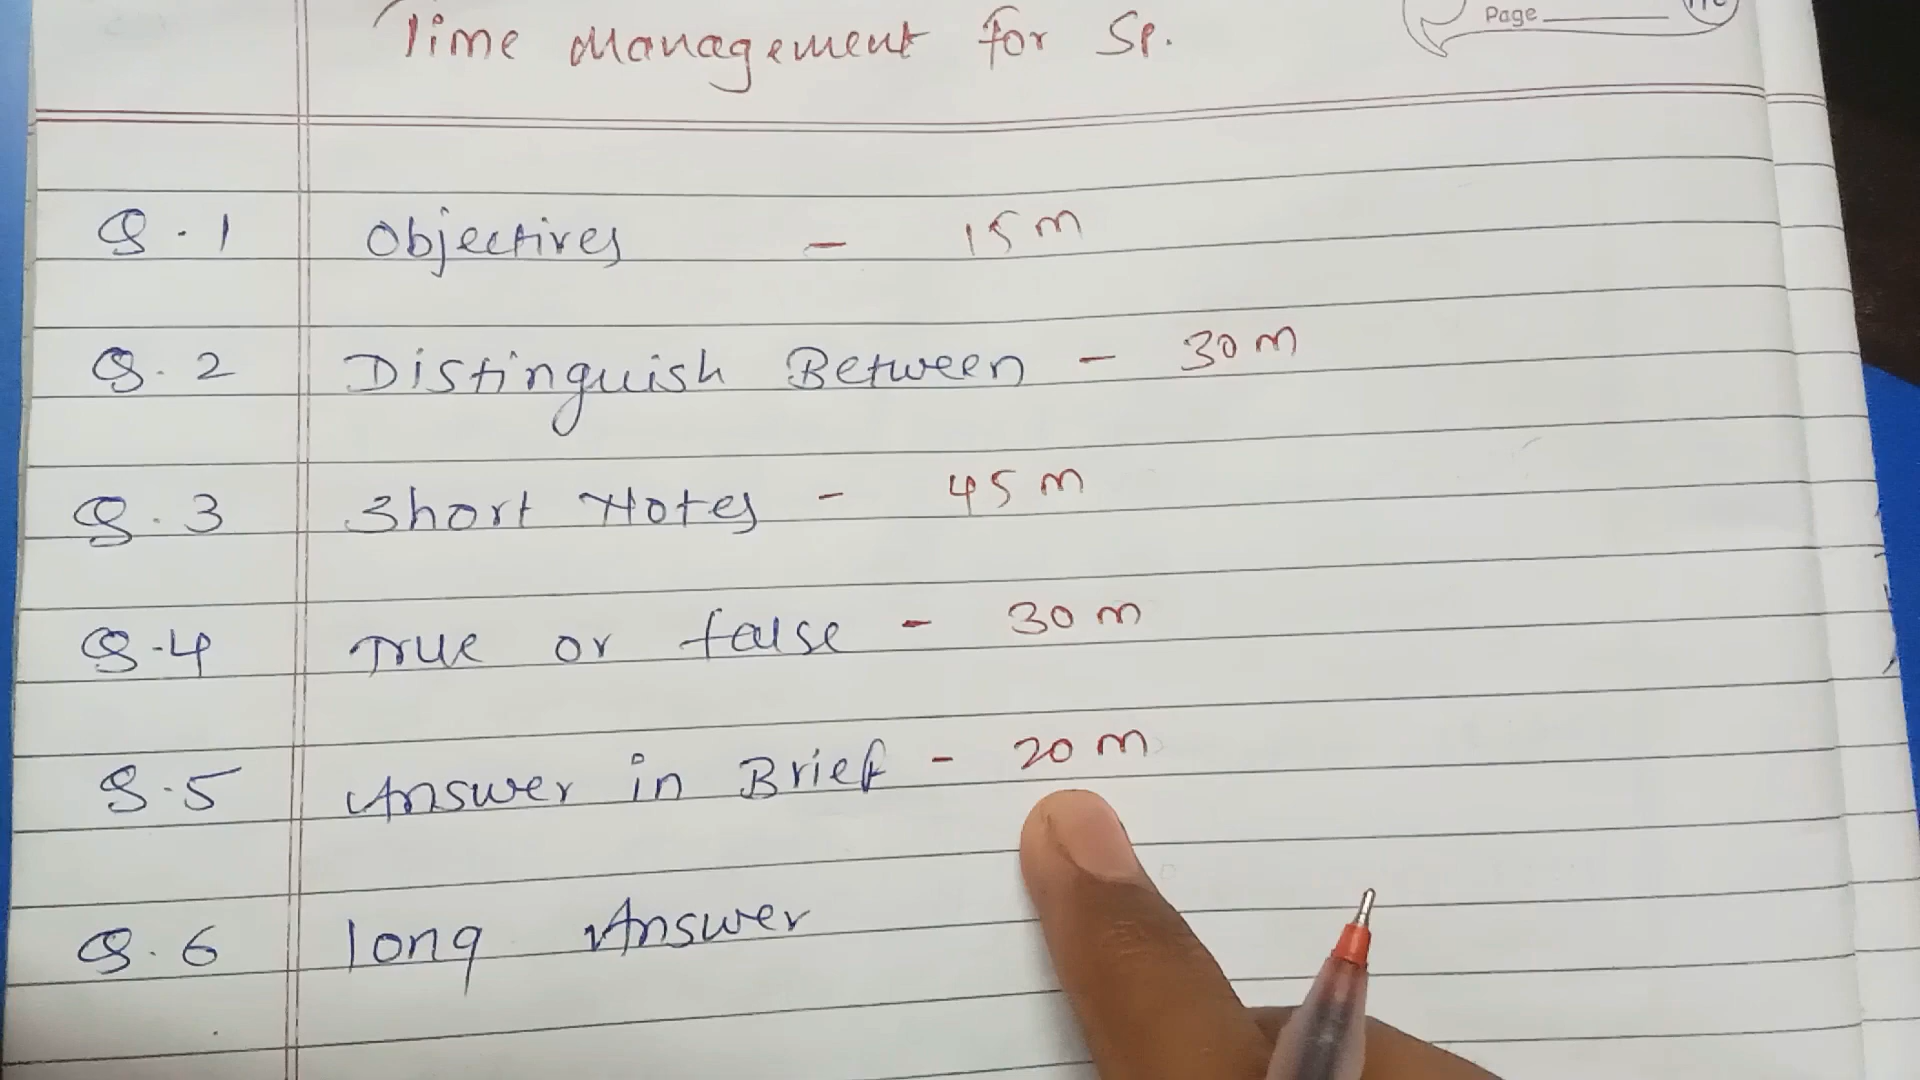 Page
Time Management for Sp.
Q.1 Objectives - 15 m
Q.2 Distinguish Between - 30 m
Q.3 Short Notes - 45 m
Q.4 True or false - 30 m
Q.5 Answer in Brief - 20 m
Q.6 long Answer